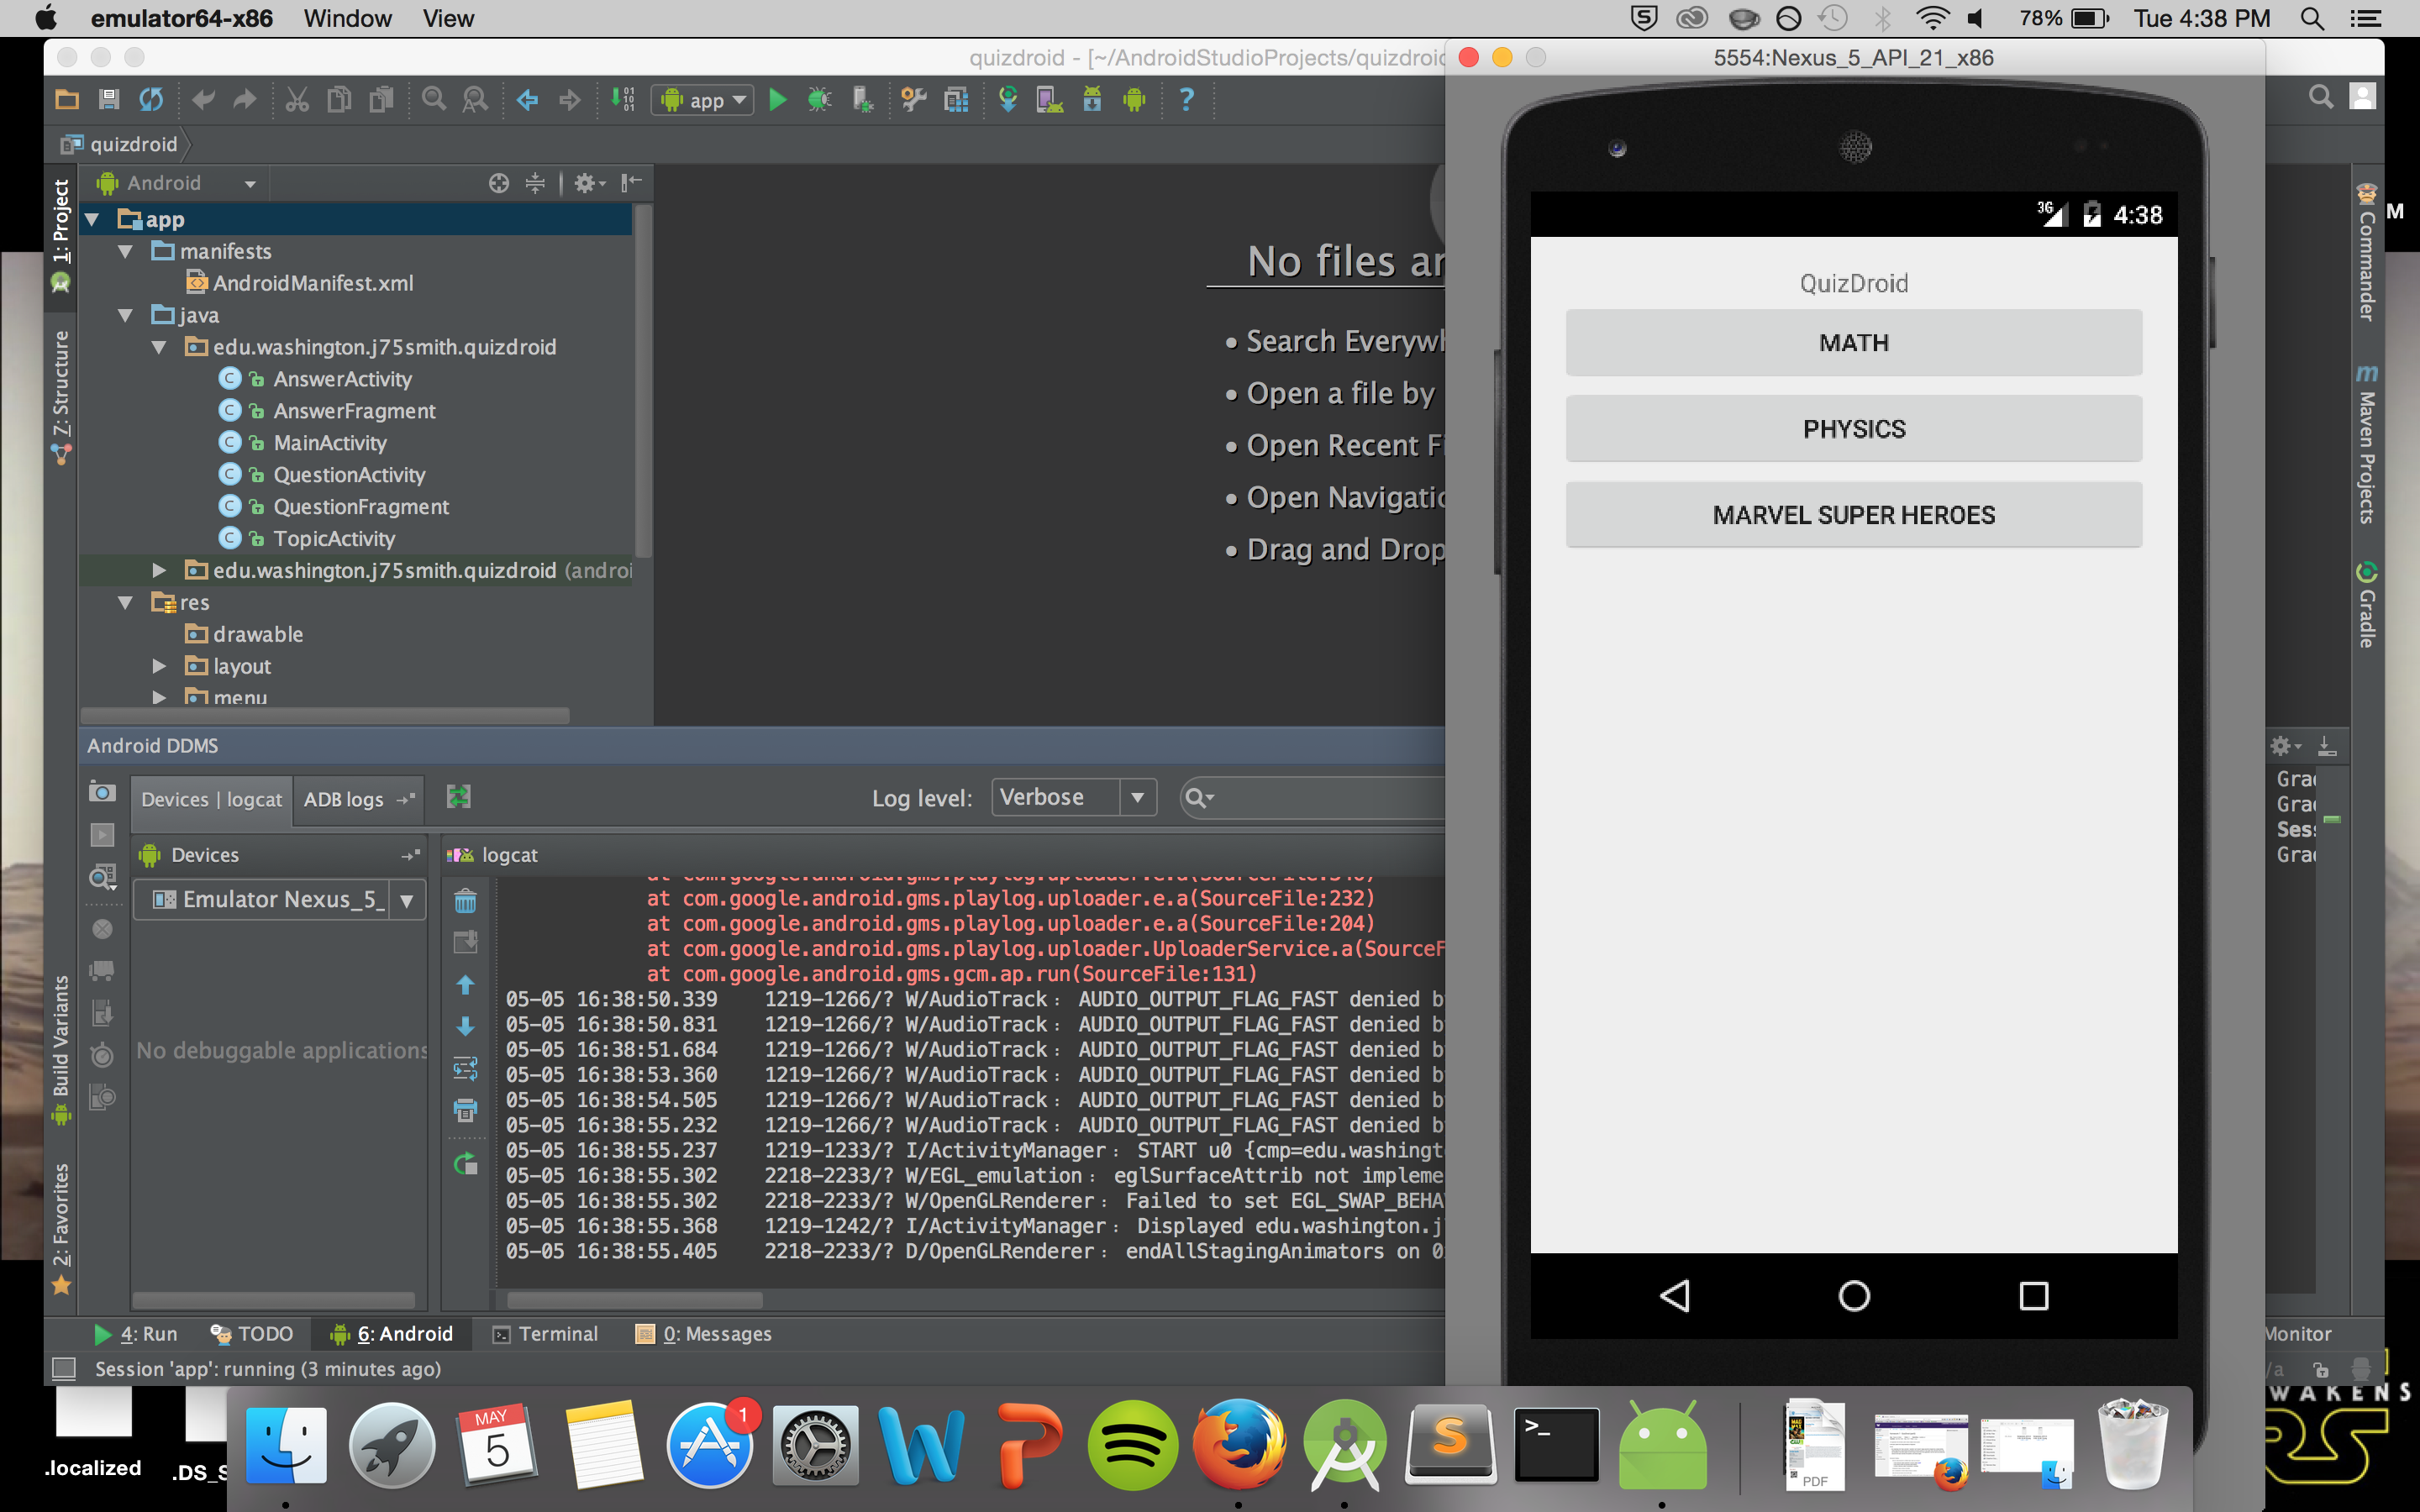 emulator64-x86 Window View
78% Tue 4:38 PM
quizdroid - [~/AndroidStudioProjects/quizdroid
5554:Nexus_5_API_21_x86
app
?
quizdroid
1: Project
Android
app
manifests
AndroidManifest.xml
java
edu.washington.j75smith.quizdroid
AnswerActivity
AnswerFragment
MainActivity
QuestionActivity
QuestionFragment
TopicActivity
edu.washington.j75smith.quizdroid (androi
res
drawable
layout
menu
Z: Structure
Build Variants
2: Favorites
No files ar
• Search Everywh
• Open a file by
• Open Recent Fi
• Open Navigatio
• Drag and Drop
3G 4:38
QuizDroid
MATH
PHYSICS
MARVEL SUPER HEROES
Commander
Maven Projects
Gradle
M
Android DDMS
Devices | logcat
ADB logs
Log level: Verbose
Devices
logcat
Emulator Nexus_5_
No debuggable applications
at com.google.android.gms.playlog.uploader.e.a(SourceFile:540)
at com.google.android.gms.playlog.uploader.e.a(SourceFile:232)
at com.google.android.gms.playlog.uploader.e.a(SourceFile:204)
at com.google.android.gms.playlog.uploader.UploaderService.a(SourceF
at com.google.android.gms.gcm.ap.run(SourceFile:131)
05-05 16:38:50.339 1219-1266/? W/AudioTrack: AUDIO_OUTPUT_FLAG_FAST denied b
05-05 16:38:50.831 1219-1266/? W/AudioTrack: AUDIO_OUTPUT_FLAG_FAST denied b
05-05 16:38:51.684 1219-1266/? W/AudioTrack: AUDIO_OUTPUT_FLAG_FAST denied b
05-05 16:38:53.360 1219-1266/? W/AudioTrack: AUDIO_OUTPUT_FLAG_FAST denied b
05-05 16:38:54.505 1219-1266/? W/AudioTrack: AUDIO_OUTPUT_FLAG_FAST denied b
05-05 16:38:55.232 1219-1266/? W/AudioTrack: AUDIO_OUTPUT_FLAG_FAST denied b
05-05 16:38:55.237 1219-1233/? I/ActivityManager: START u0 {cmp=edu.washingt
05-05 16:38:55.302 2218-2233/? W/EGL_emulation: eglSurfaceAttrib not impleme
05-05 16:38:55.302 2218-2233/? W/OpenGLRenderer: Failed to set EGL_SWAP_BEHA
05-05 16:38:55.368 1219-1242/? I/ActivityManager: Displayed edu.washington.j
05-05 16:38:55.405 2218-2233/? D/OpenGLRenderer: endAllStagingAnimators on 0
Gra
Gra
Ses
Gra
4: Run
TODO
6: Android
Terminal
0: Messages
Monitor
Session 'app': running (3 minutes ago)
/a
WAKENS
.localized
.DS_S
MAY
5
1
PDF